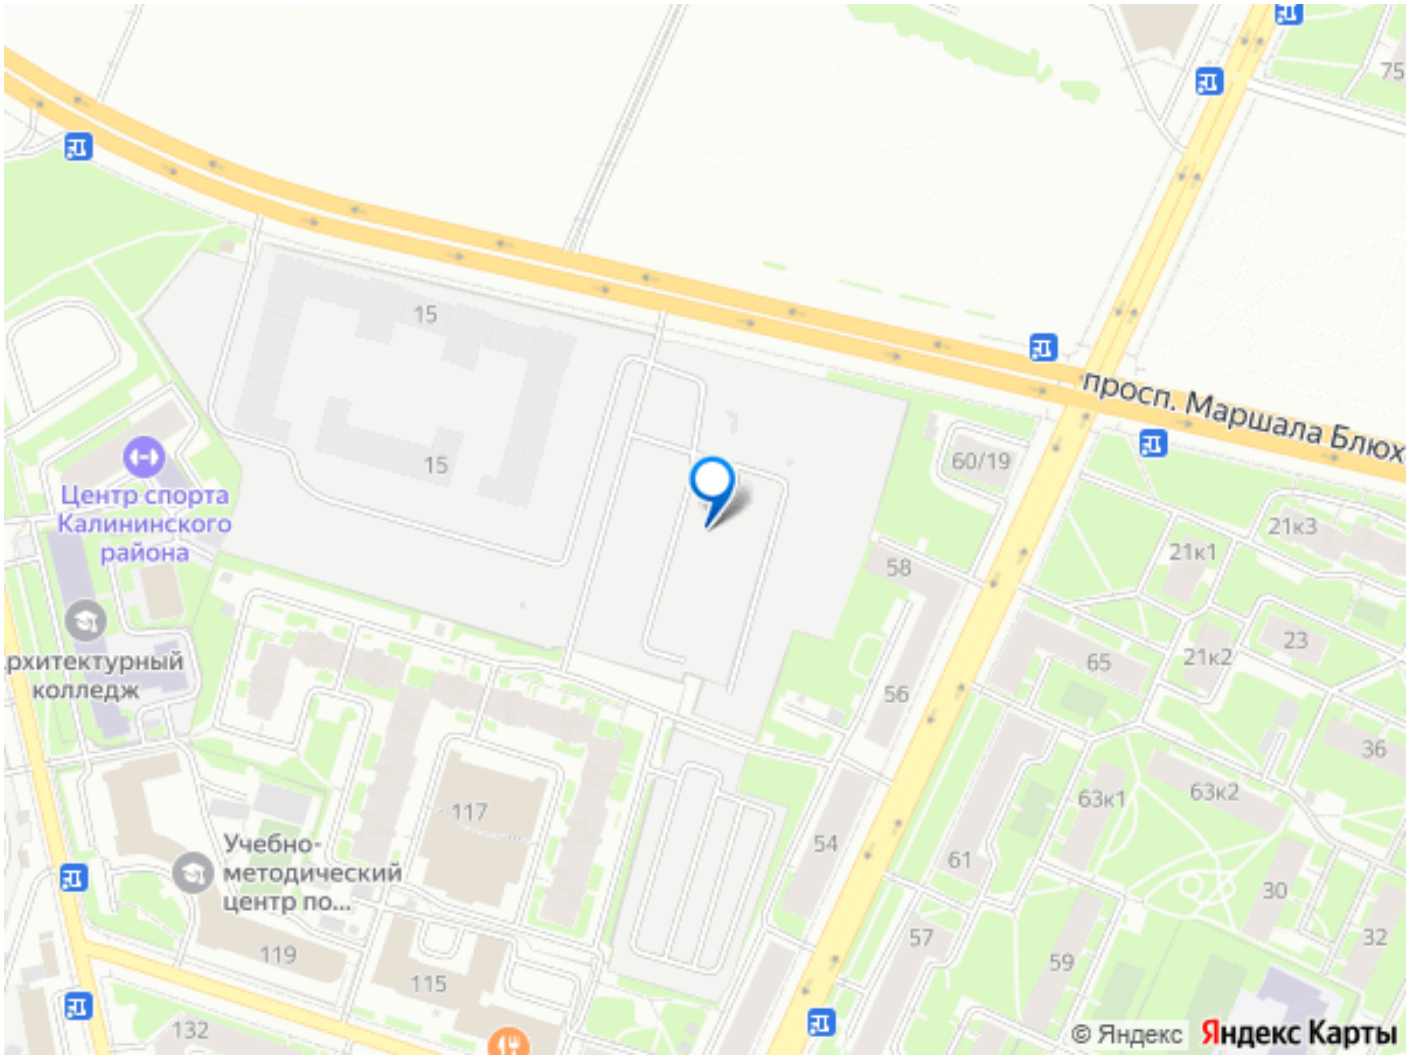 75
15
просп. Маршала Блюх
15
60/19
Центр спорта
Калининского
района
21к3
21к1
58
рхитектурный
колледж
23
21к2
65
56
36
63к2
63к1
117
54
61
Учебно-
методический
центр по...
30
57
32
119
59
115
132
© Яндекс Яндекс Карты